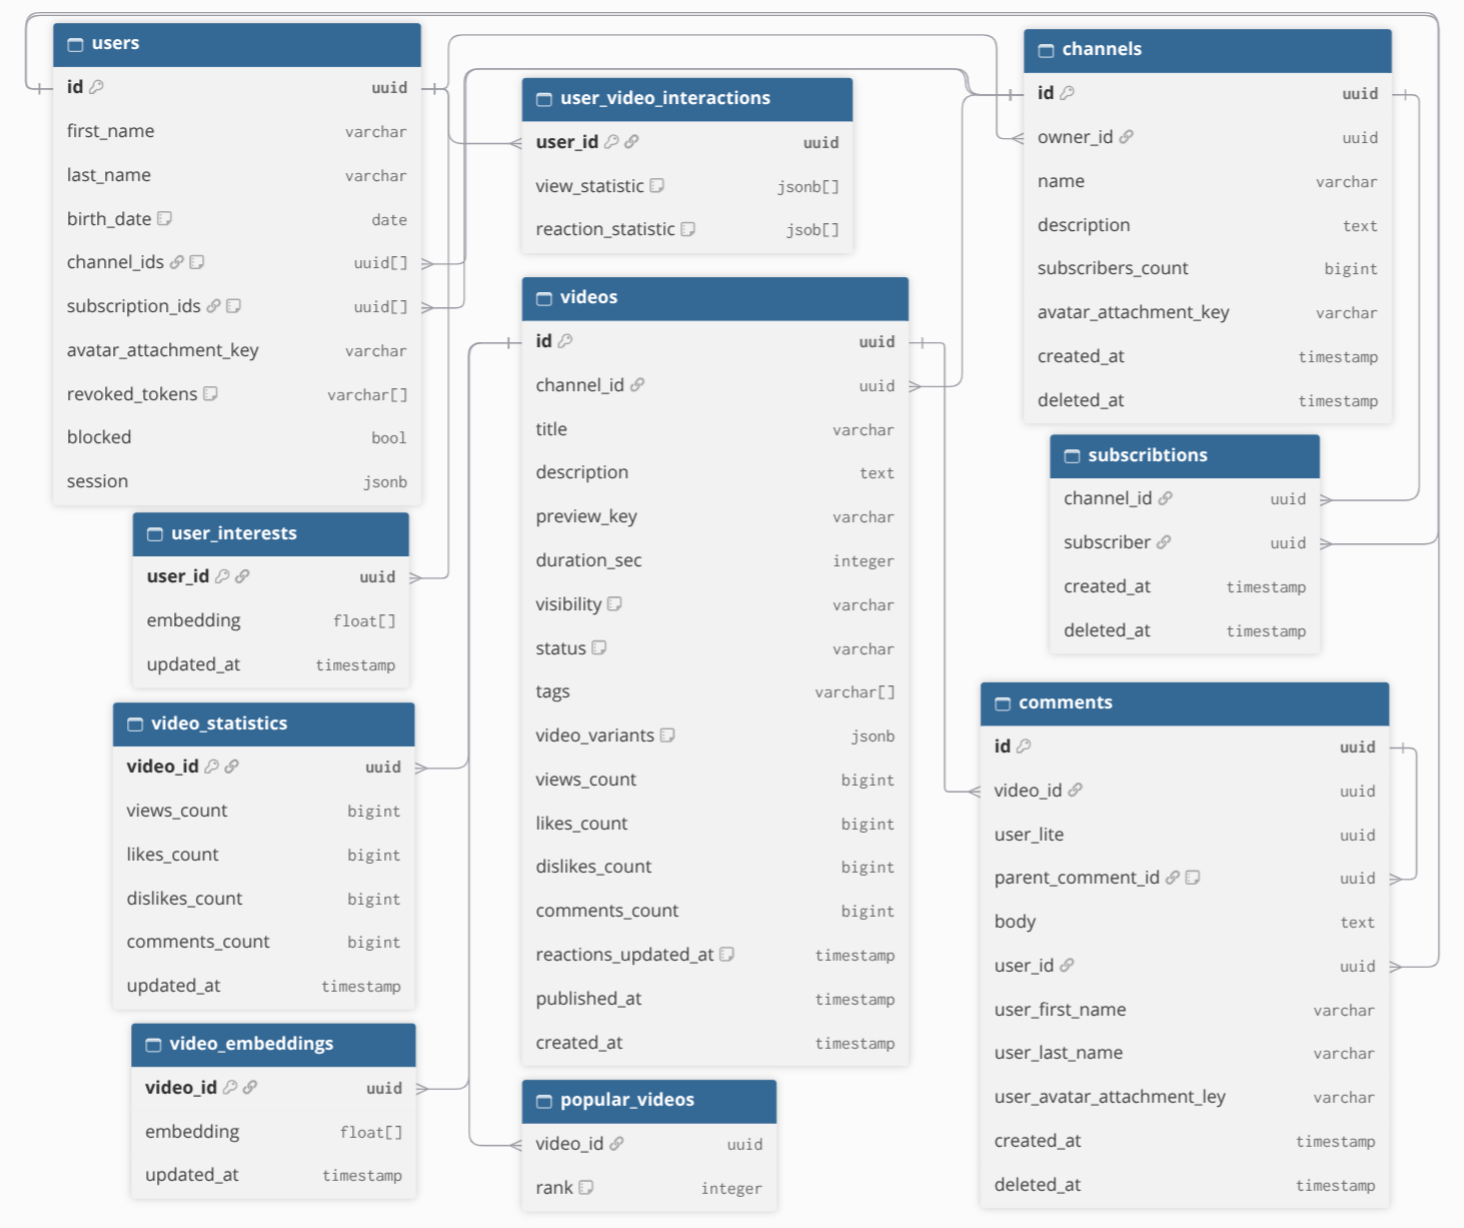 users
id uuid
first_name varchar
last_name varchar
birth_date date
channel_ids uuid[]
subscription_ids uuid[]
avatar_attachment_key varchar
revoked_tokens varchar[]
blocked bool
session jsonb
user_interests
user_id uuid
embedding float[]
updated_at timestamp
video_statistics
video_id uuid
views_count bigint
likes_count bigint
dislikes_count bigint
comments_count bigint
updated_at timestamp
video_embeddings
video_id uuid
embedding float[]
updated_at timestamp
user_video_interactions
user_id uuid
view_statistic jsonb[]
reaction_statistic jsob[]
videos
id uuid
channel_id uuid
title varchar
description text
preview_key varchar
duration_sec integer
visibility varchar
status varchar
tags varchar[]
video_variants jsonb
views_count bigint
likes_count bigint
dislikes_count bigint
comments_count bigint
reactions_updated_at timestamp
published_at timestamp
created_at timestamp
popular_videos
video_id uuid
rank integer
channels
id uuid
owner_id uuid
name varchar
description text
subscribers_count bigint
avatar_attachment_key varchar
created_at timestamp
deleted_at timestamp
subscribtions
channel_id uuid
subscriber uuid
created_at timestamp
deleted_at timestamp
comments
id uuid
video_id uuid
user_lite uuid
parent_comment_id uuid
body text
user_id uuid
user_first_name varchar
user_last_name varchar
user_avatar_attachment_ley varchar
created_at timestamp
deleted_at timestamp